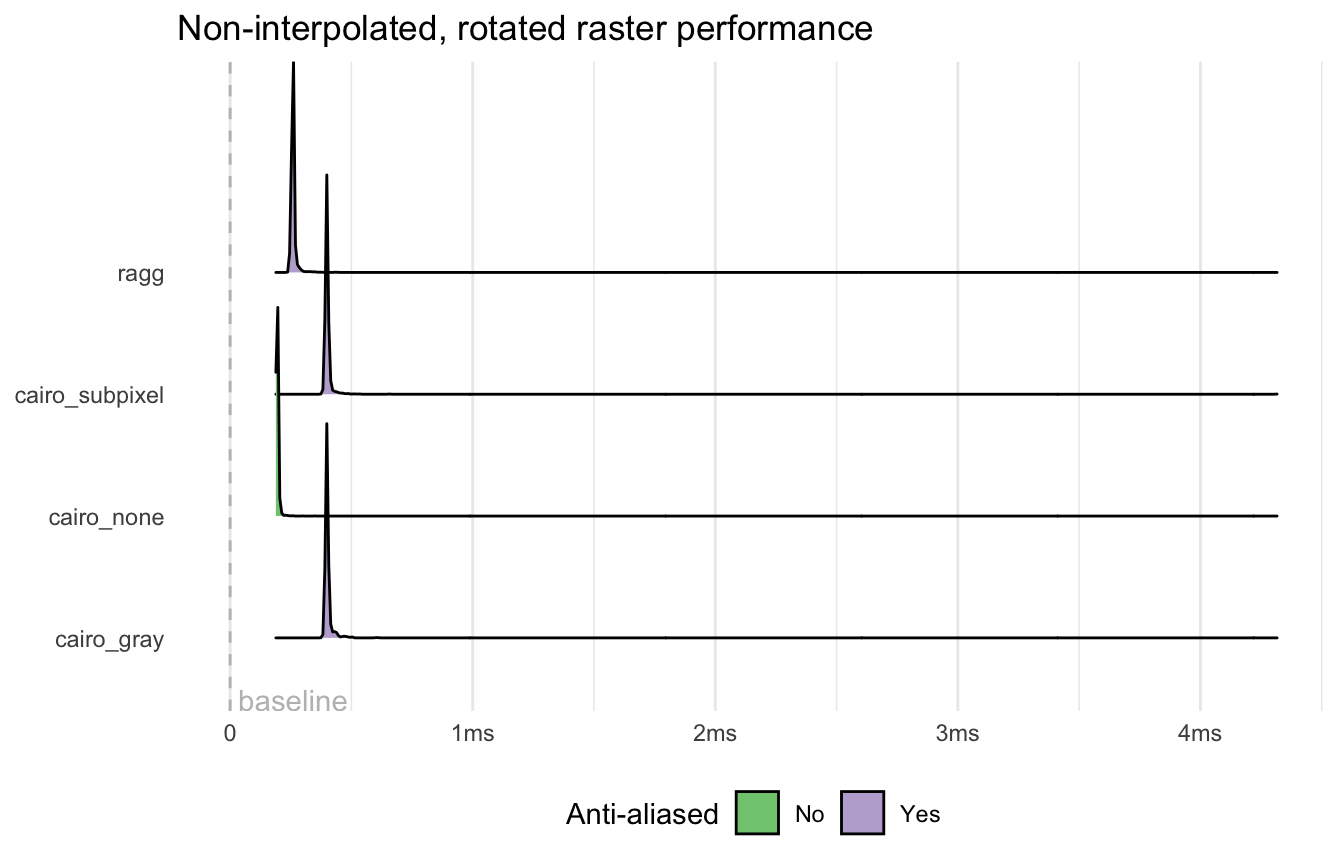 Non-interpolated, rotated raster performance
ragg
cairo_subpixel
cairo_none
cairo_gray
baseline
0 1ms 2ms 3ms 4ms
Anti-aliased No Yes